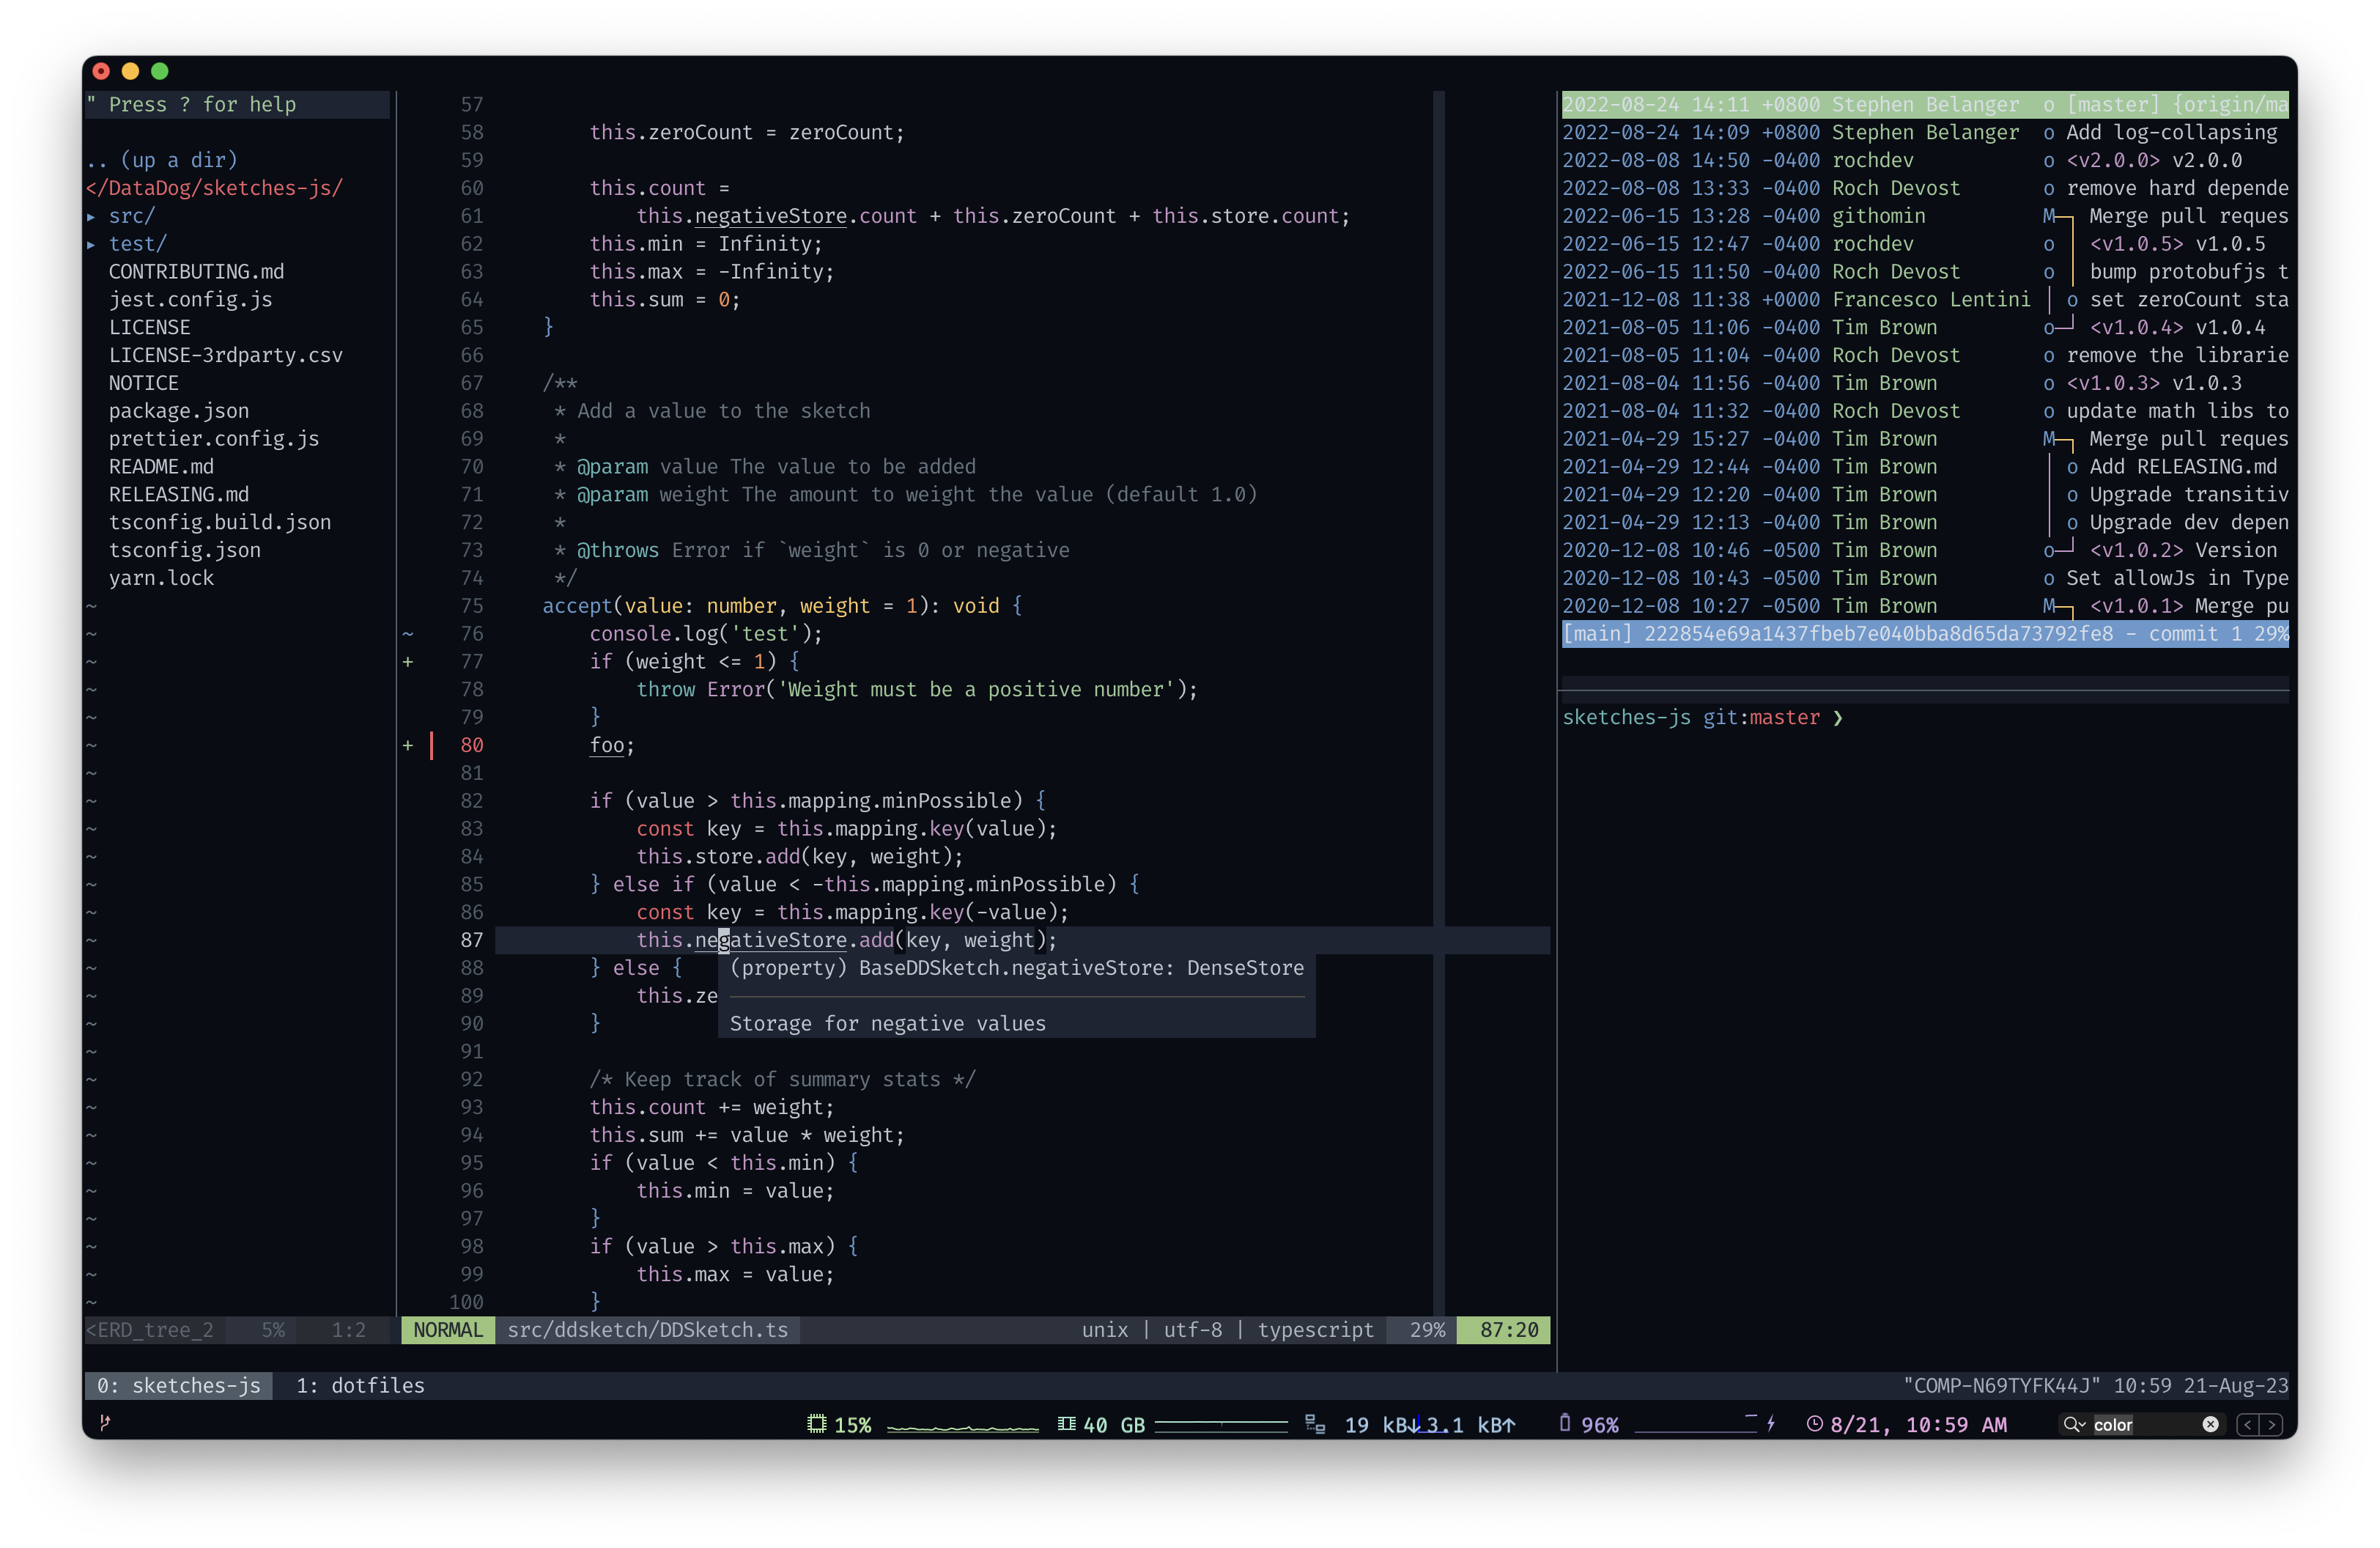 " Press ? for help
.. (up a dir)
</DataDog/sketches-js/
▸ src/
▸ test/
CONTRIBUTING.md
jest.config.js
LICENSE
LICENSE-3rdparty.csv
NOTICE
package.json
prettier.config.js
README.md
RELEASING.md
tsconfig.build.json
tsconfig.json
yarn.lock
<ERD_tree_2 5% 1:2
57
58 this.zeroCount = zeroCount;
59
60 this.count =
61 this.negativeStore.count + this.zeroCount + this.store.count;
62 this.min = Infinity;
63 this.max = -Infinity;
64 this.sum = 0;
65 }
66
67 /**
68 * Add a value to the sketch
69 *
70 * @param value The value to be added
71 * @param weight The amount to weight the value (default 1.0)
72 *
73 * @throws Error if `weight` is 0 or negative
74 */
75 accept(value: number, weight = 1): void {
~ 76 console.log('test');
+ 77 if (weight <= 1) {
78 throw Error('Weight must be a positive number');
79 }
+ 80 foo;
81
82 if (value > this.mapping.minPossible) {
83 const key = this.mapping.key(value);
84 this.store.add(key, weight);
85 } else if (value < -this.mapping.minPossible) {
86 const key = this.mapping.key(-value);
87 this.negativeStore.add(key, weight);
88 } else { (property) BaseDDSketch.negativeStore: DenseStore
89 this.ze
90 } Storage for negative values
91
92 /* Keep track of summary stats */
93 this.count += weight;
94 this.sum += value * weight;
95 if (value < this.min) {
96 this.min = value;
97 }
98 if (value > this.max) {
99 this.max = value;
100 }
NORMAL src/ddsketch/DDSketch.ts unix | utf-8 | typescript 29% 87:20
2022-08-24 14:11 +0800 Stephen Belanger o [master] {origin/ma
2022-08-24 14:09 +0800 Stephen Belanger o Add log-collapsing
2022-08-08 14:50 -0400 rochdev o <v2.0.0> v2.0.0
2022-08-08 13:33 -0400 Roch Devost o remove hard depende
2022-06-15 13:28 -0400 githomin M Merge pull reques
2022-06-15 12:47 -0400 rochdev o <v1.0.5> v1.0.5
2022-06-15 11:50 -0400 Roch Devost o bump protobufjs t
2021-12-08 11:38 +0000 Francesco Lentini o set zeroCount sta
2021-08-05 11:06 -0400 Tim Brown o <v1.0.4> v1.0.4
2021-08-05 11:04 -0400 Roch Devost o remove the librarie
2021-08-04 11:56 -0400 Tim Brown o <v1.0.3> v1.0.3
2021-08-04 11:32 -0400 Roch Devost o update math libs to
2021-04-29 15:27 -0400 Tim Brown M Merge pull reques
2021-04-29 12:44 -0400 Tim Brown o Add RELEASING.md
2021-04-29 12:20 -0400 Tim Brown o Upgrade transitiv
2021-04-29 12:13 -0400 Tim Brown o Upgrade dev depen
2020-12-08 10:46 -0500 Tim Brown o <v1.0.2> Version
2020-12-08 10:43 -0500 Tim Brown o Set allowJs in Type
2020-12-08 10:27 -0500 Tim Brown M <v1.0.1> Merge pu
[main] 222854e69a1437fbeb7e040bba8d65da73792fe8 - commit 1 29%
sketches-js git:master ❯
0: sketches-js 1: dotfiles "COMP-N69TYFK44J" 10:59 21-Aug-23
15% 40 GB 19 kB↓ 3.1 kB↑ 96% 8/21, 10:59 AM color